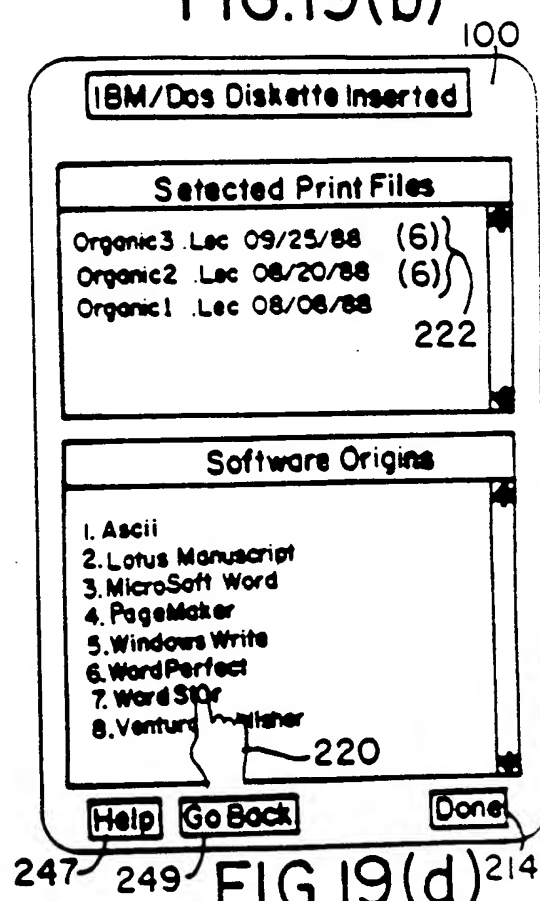 FIG.19(b)
100
IBM/Dos Diskette Inserted
Selected Print Files
Organic3 .Lec 09/25/88 (6)
Organic2 .Lec 08/20/88 (6)
Organic1 .Lec 08/08/88
222
Software Origins
1. Ascii
2. Lotus Manuscript
3. MicroSoft Word
4. PageMaker
5. Windows Write
6. WordPerfect
7. Word Star
8. Ventur lisher
220
Help Go Back Done
247 249 FIG.19(d) 214